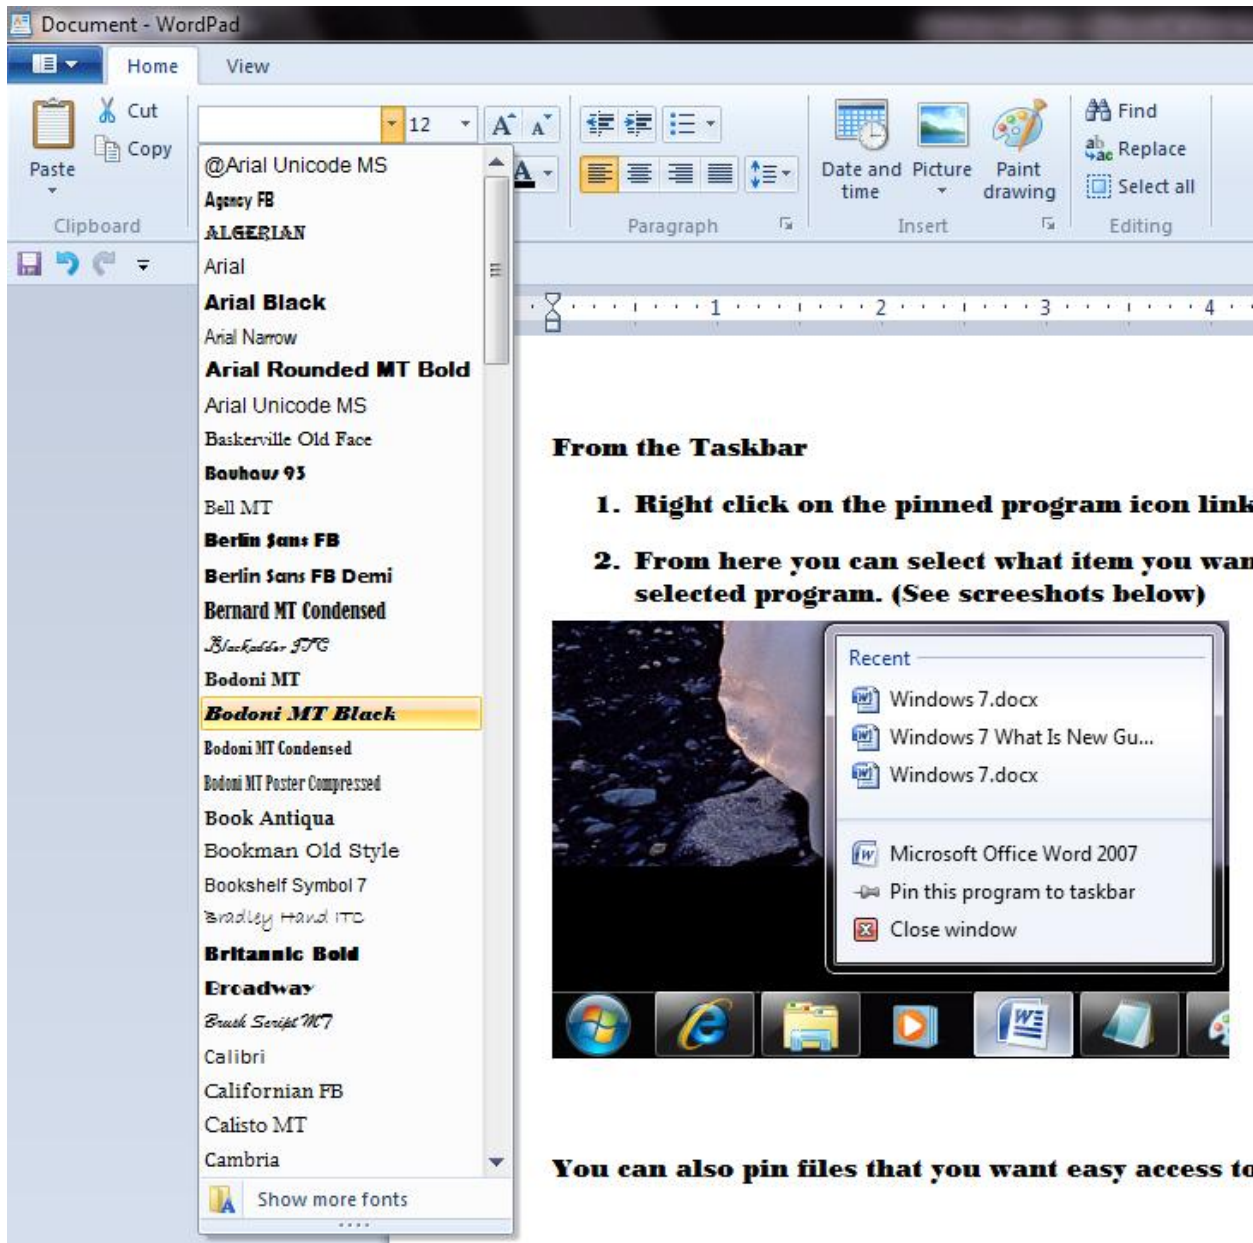 Document - WordPad
Home View
Cut
Copy
Paste
Clipboard
12
A A
A
Paragraph
Date and time
Picture
Paint drawing
Insert
Find
Replace
Select all
Editing
1 2 3 4
@Arial Unicode MS
Agency FB
ALGERIAN
Arial
Arial Black
Arial Narrow
Arial Rounded MT Bold
Arial Unicode MS
Baskerville Old Face
Bauhaus 93
Bell MT
Berlin Sans FB
Berlin Sans FB Demi
Bernard MT Condensed
Blackadder ITC
Bodoni MT
Bodoni MT Black
Bodoni MT Condensed
Bodoni MT Poster Compressed
Book Antiqua
Bookman Old Style
Bookshelf Symbol 7
Bradley Hand ITC
Britannic Bold
Broadway
Brush Script MT
Calibri
Californian FB
Calisto MT
Cambria
Show more fonts
From the Taskbar
1. Right click on the pinned program icon link
2. From here you can select what item you wan
selected program. (See screeshots below)
Recent
Windows 7.docx
Windows 7 What Is New Gu...
Windows 7.docx
Microsoft Office Word 2007
Pin this program to taskbar
Close window
You can also pin files that you want easy access to